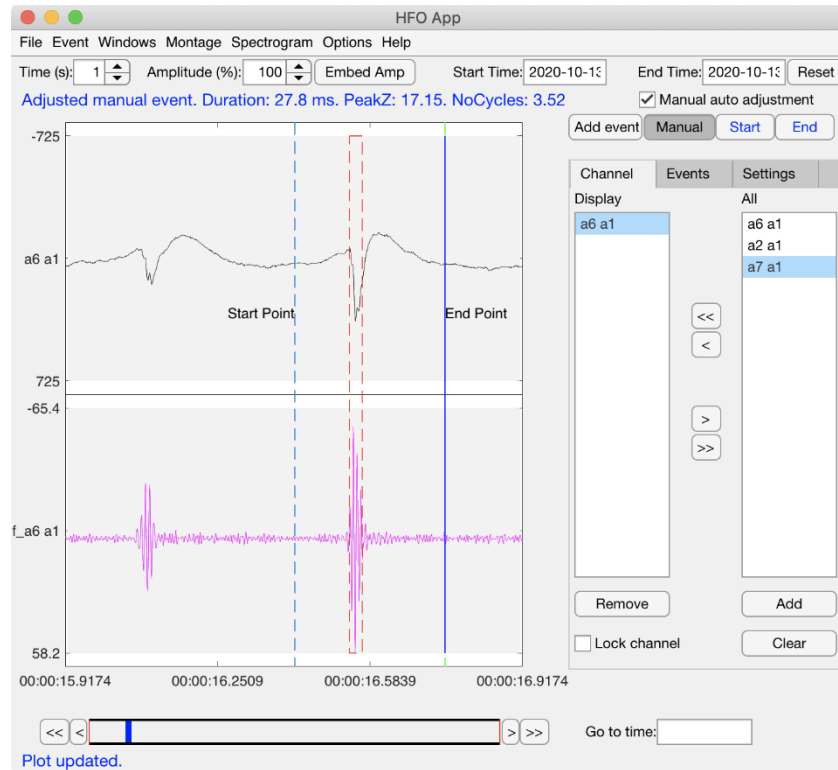 HFO App
File Event Windows Montage Spectrogram Options Help
Time (s): 1 Amplitude (%): 100 Embed Amp Start Time: 2020-10-1 End Time: 2020-10-1 Reset
Adjusted manual event. Duration: 27.8 ms. PeakZ: 17.15. NoCycles: 3.52
Manual auto adjustment
Add event Manual Start End
Channel Events Settings
Display All
-725
a6 a1
a6 a1
a2 a1
a7 a1
a6 a1
Start Point End Point
<<
<
725
-65.4
>
>>
f_a6 a1
58.2
Remove Add
Lock channel Clear
00:00:15.9174 00:00:16.2509 00:00:16.5839 00:00:16.9174
<< < > >> Go to time:
Plot updated.